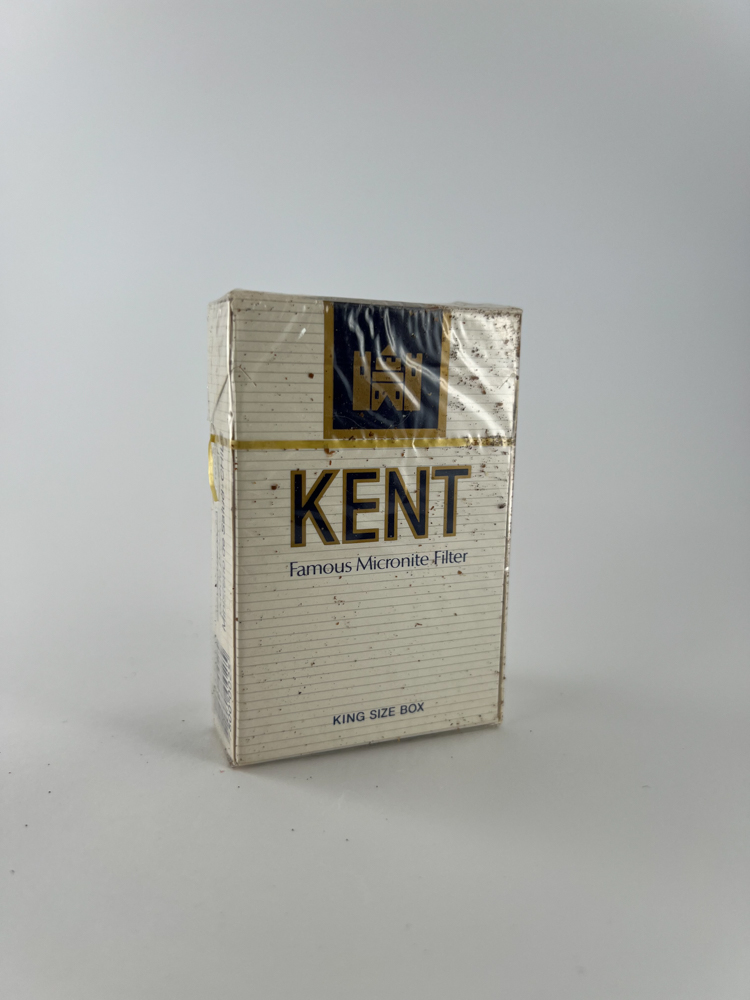 KENT
Famous Micronite Filter
KING SIZE BOX